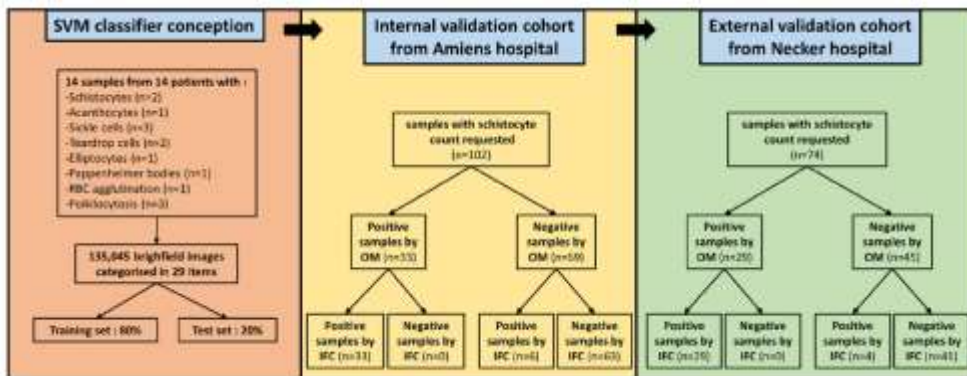 SVM classifier conception
14 samples from 14 patients with :
-Schistocytes (n=2)
-Acanthocytes (n=1)
-Sickle cells (n=3)
-Teardrop cells (n=2)
-Elliptocytes (n=1)
-Pappenheimer bodies (n=1)
-RBC agglutination (n=1)
-Poikilocytosis (n=3)
135,045 brighfield images
categorised in 29 items
Training set : 80%
Test set : 20%
Internal validation cohort
from Amiens hospital
samples with schistocyte
count requested
(n=102)
Positive
samples by
OM (n=33)
Negative
samples by
OM (n=69)
Positive
samples by
IFC (n=33)
Negative
samples by
IFC (n=0)
Positive
samples by
IFC (n=6)
Negative
samples by
IFC (n=63)
External validation cohort
from Necker hospital
samples with schistocyte
count requested
(n=74)
Positive
samples by
OM (n=29)
Negative
samples by
OM (n=45)
Positive
samples by
IFC (n=29)
Negative
samples by
IFC (n=0)
Positive
samples by
IFC (n=4)
Negative
samples by
IFC (n=41)